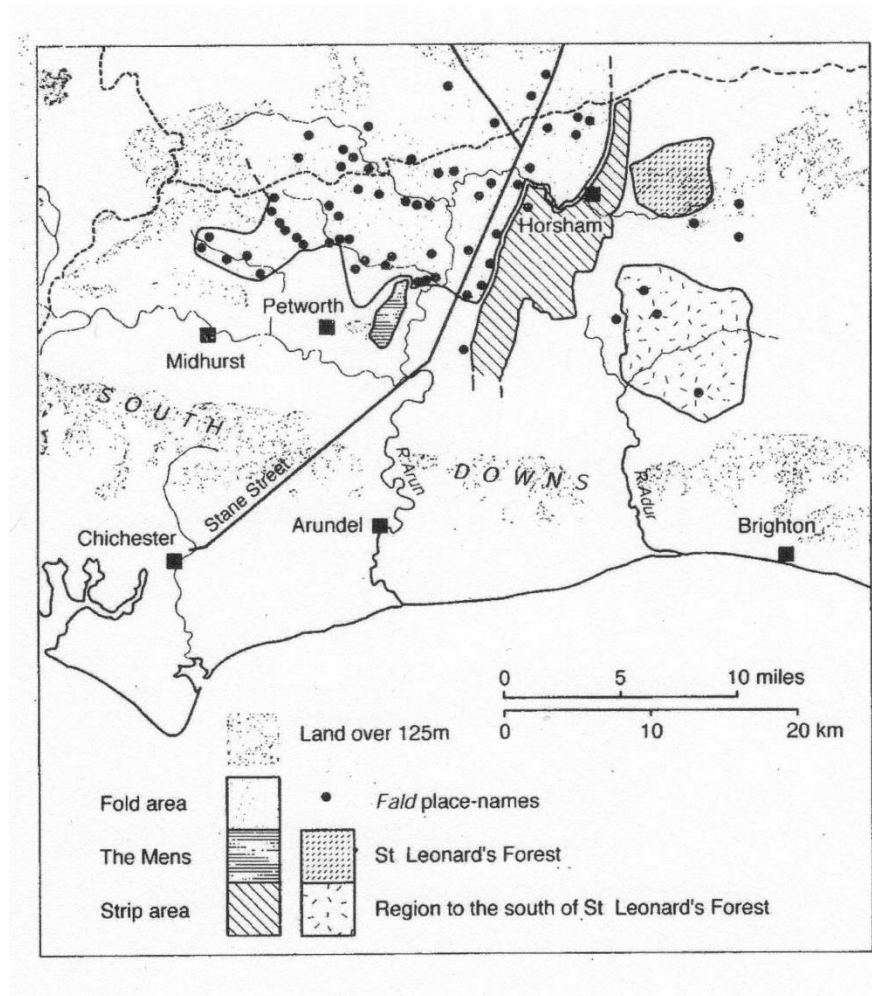 Horsham
Petworth
Midhurst
SOUTH
DOWNS
Stane Street
R.Arun
R.Adur
Chichester
Arundel
Brighton
0 5 10 miles
0 10 20 km
Land over 125m
Fold area
Fald place-names
The Mens
St Leonard's Forest
Strip area
Region to the south of St Leonard's Forest